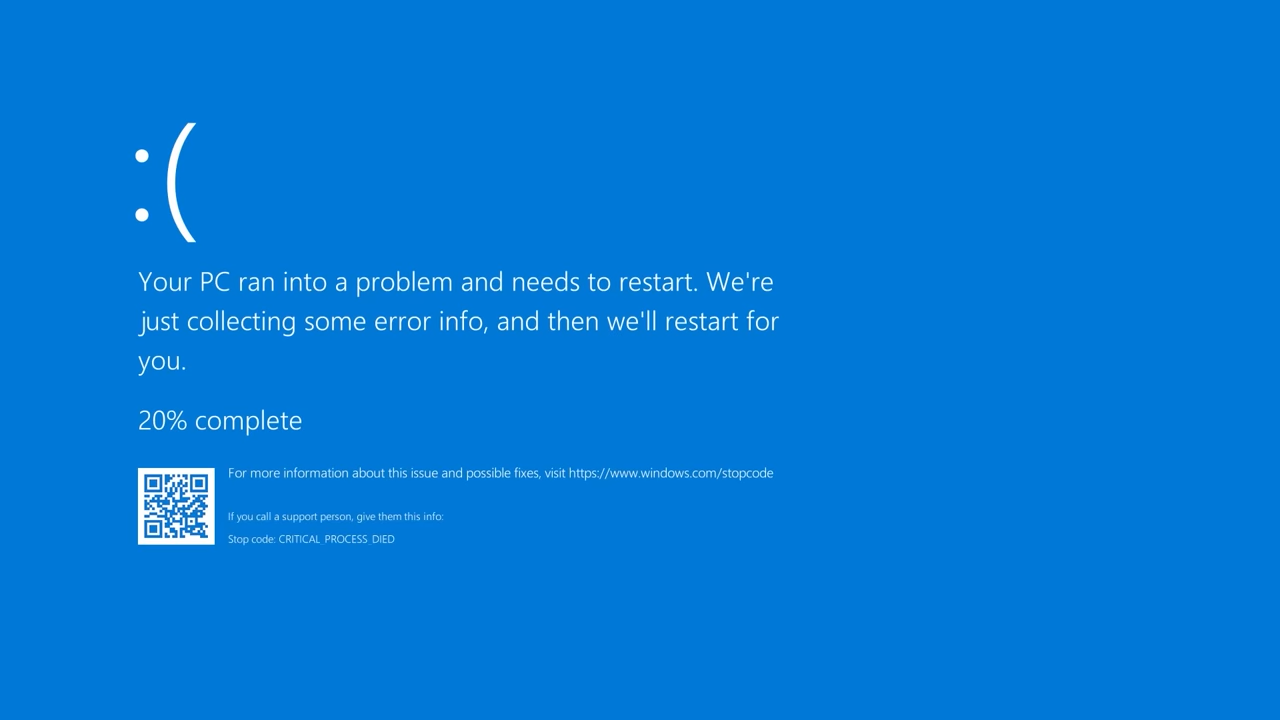 :(
Your PC ran into a problem and needs to restart. We're
just collecting some error info, and then we'll restart for
you.
20% complete
For more information about this issue and possible fixes, visit https://www.windows.com/stopcode
If you call a support person, give them this info:
Stop code: CRITICAL_PROCESS_DIED